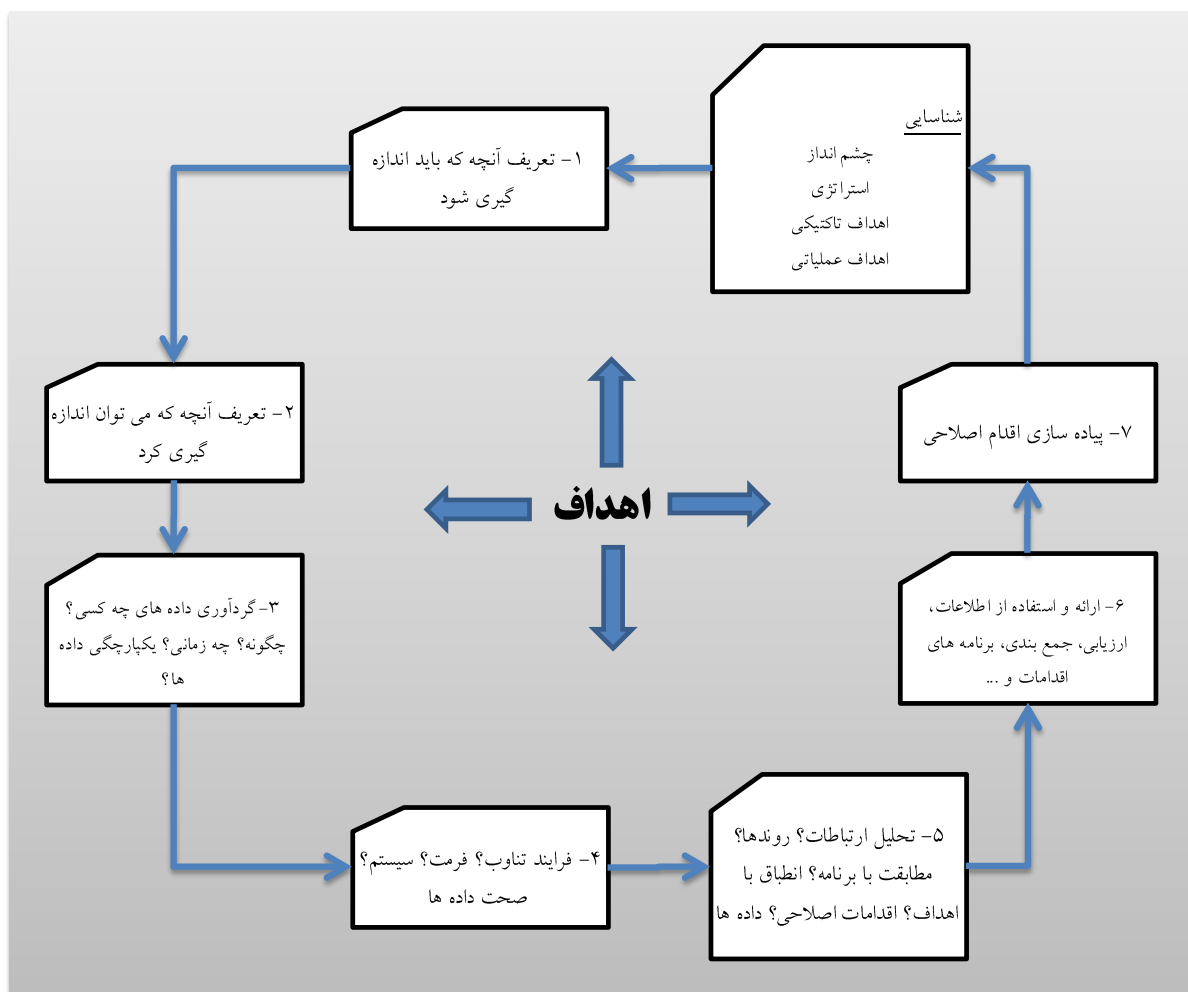 شناسایی
چشم انداز
استراتژی
اهداف تاکتیکی
اهداف عملیاتی
۱- تعریف آنچه که باید اندازه
گیری شود
۲- تعریف آنچه که می توان اندازه
گیری کرد
۳- گردآوری داده های چه کسی؟
چگونه؟ چه زمانی؟ یکپارچگی داده
ها؟
۴- فرایند تناوب؟ فرمت؟ سیستم؟
صحت داده ها
۵- تحلیل ارتباطات؟ روندها؟
مطابقت با برنامه؟ انطباق با
اهداف؟ اقدامات اصلاحی؟ داده ها
۶- ارائه و استفاده از اطلاعات،
ارزیابی، جمع بندی، برنامه های
اقدامات و ...
۷- پیاده سازی اقدام اصلاحی
اهداف